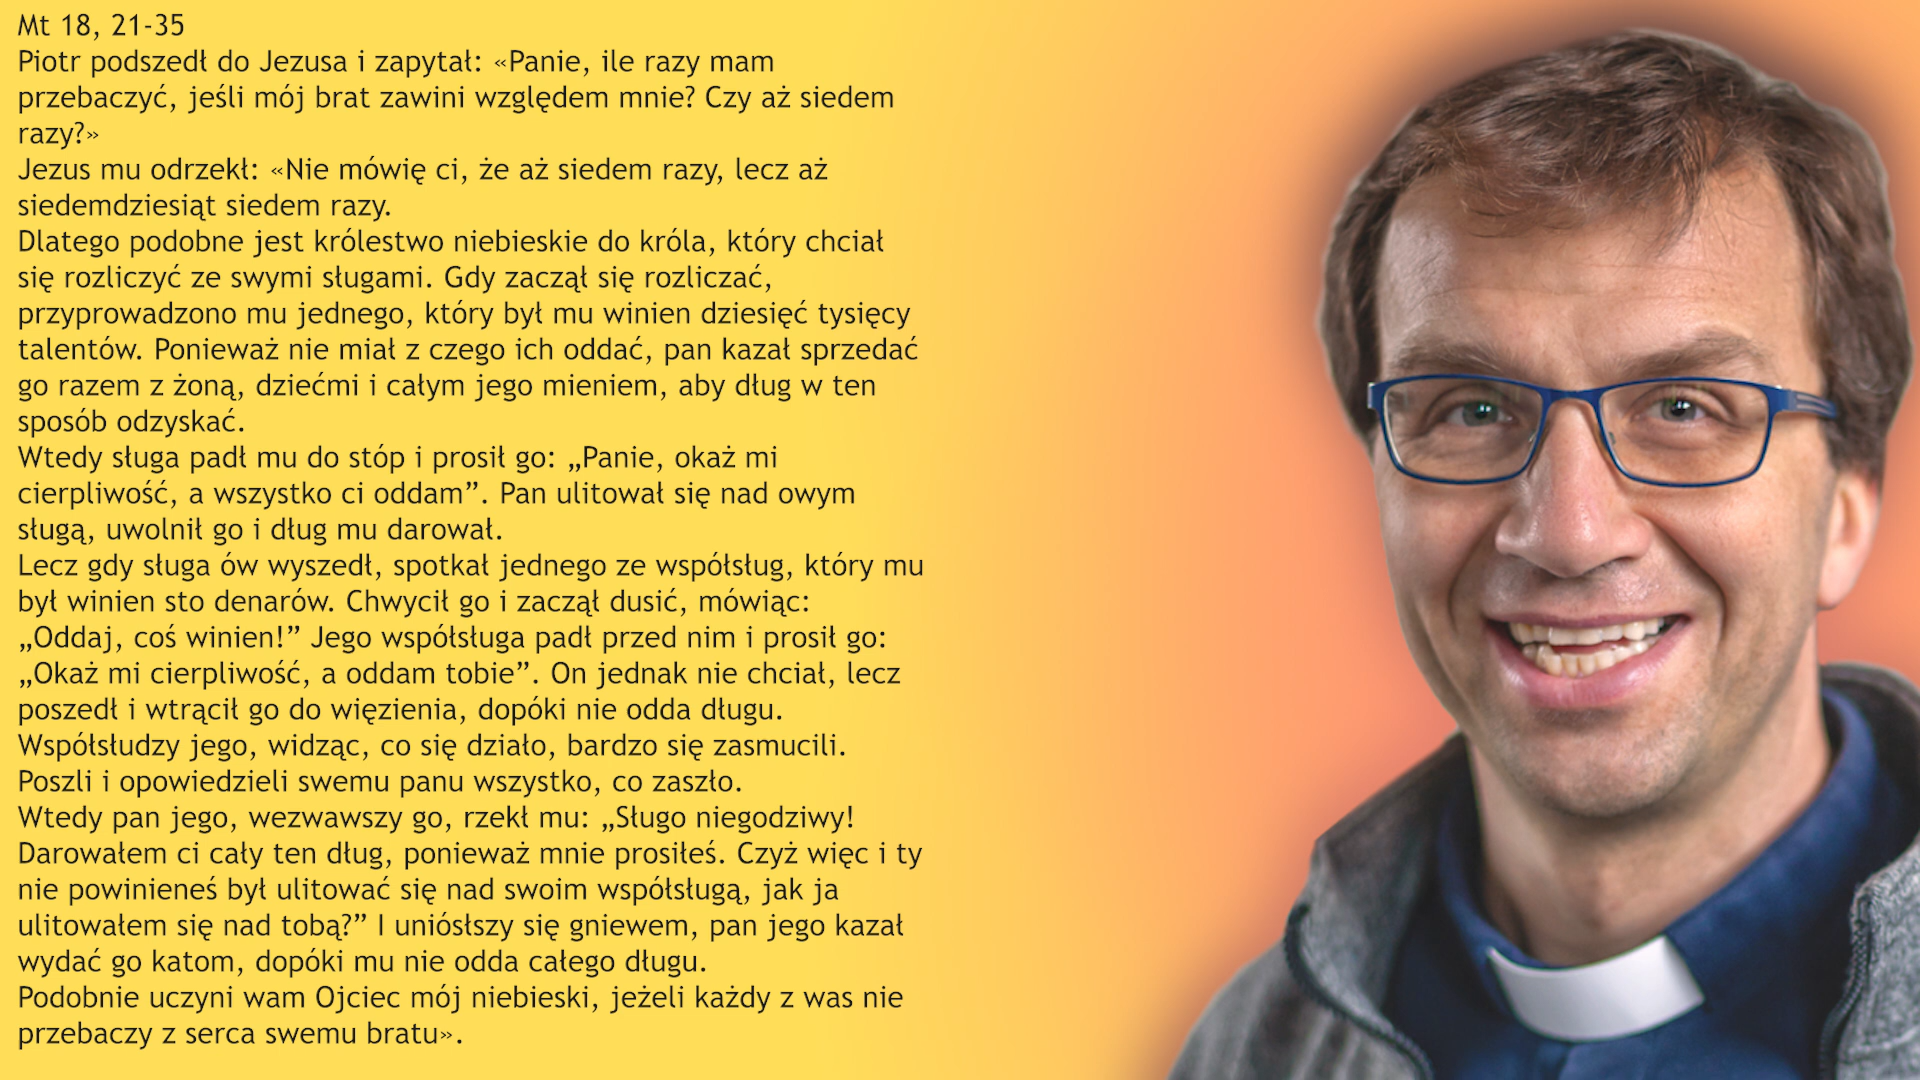 Mt 18, 21-35
Piotr podszedł do Jezusa i zapytał: «Panie, ile razy mam
przebaczyć, jeśli mój brat zawini względem mnie? Czy aż siedem
razy?»
Jezus mu odrzekł: «Nie mówię ci, że aż siedem razy, lecz aż
siedemdziesiąt siedem razy.
Dlatego podobne jest królestwo niebieskie do króla, który chciał
się rozliczyć ze swymi sługami. Gdy zaczął się rozliczać,
przyprowadzono mu jednego, który był mu winien dziesięć tysięcy
talentów. Ponieważ nie miał z czego ich oddać, pan kazał sprzedać
go razem z żoną, dziećmi i całym jego mieniem, aby dług w ten
sposób odzyskać.
Wtedy sługa padł mu do stóp i prosił go: „Panie, okaż mi
cierpliwość, a wszystko ci oddam”. Pan ulitował się nad owym
sługą, uwolnił go i dług mu darował.
Lecz gdy sługa ów wyszedł, spotkał jednego ze współsług, który mu
był winien sto denarów. Chwycił go i zaczął dusić, mówiąc:
„Oddaj, coś winien!” Jego współsługa padł przed nim i prosił go:
„Okaż mi cierpliwość, a oddam tobie”. On jednak nie chciał, lecz
poszedł i wtrącił go do więzienia, dopóki nie odda długu.
Współsłudzy jego, widząc, co się działo, bardzo się zasmucili.
Poszli i opowiedzieli swemu panu wszystko, co zaszło.
Wtedy pan jego, wezwawszy go, rzekł mu: „Sługo niegodziwy!
Darowałem ci cały ten dług, ponieważ mnie prosiłeś. Czyż więc i ty
nie powinieneś był ulitować się nad swoim współsługą, jak ja
ulitowałem się nad tobą?” I uniósłszy się gniewem, pan jego kazał
wydać go katom, dopóki mu nie odda całego długu.
Podobnie uczyni wam Ojciec mój niebieski, jeżeli każdy z was nie
przebaczy z serca swemu bratu».